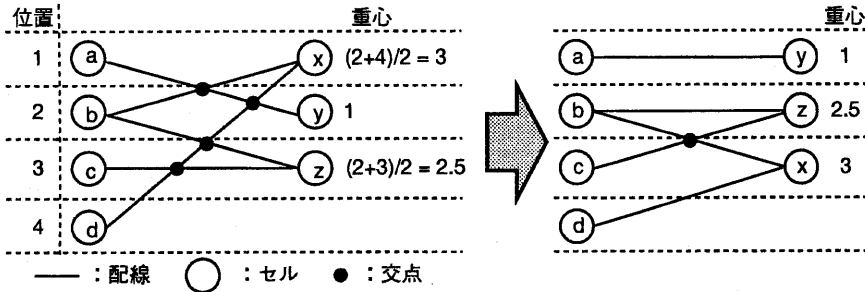 位置 重心 重心
1 a x (2+4)/2 = 3 a y 1
2 b y 1 b z 2.5
3 c z (2+3)/2 = 2.5 c x 3
4 d d
：配線 ：セル ：交点